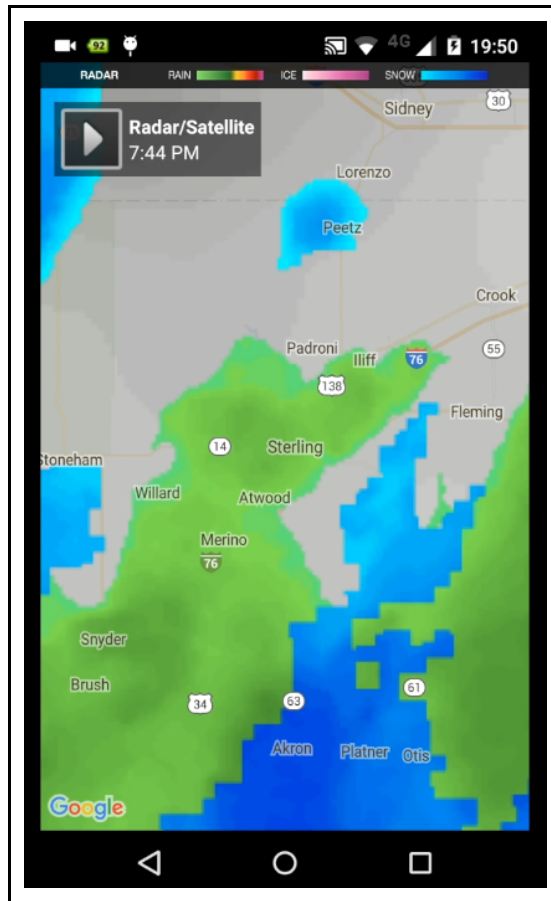 92
4G
19:50
RADAR RAIN ICE SNOW
Radar/Satellite
7:44 PM
Sidney
30
Lorenzo
Peetz
Crook
Padroni
Iliff
76
55
138
Fleming
14
Sterling
Stoneham
Willard
Atwood
Merino
76
Snyder
Brush
34
63
61
Akron
Platner
Otis
Google